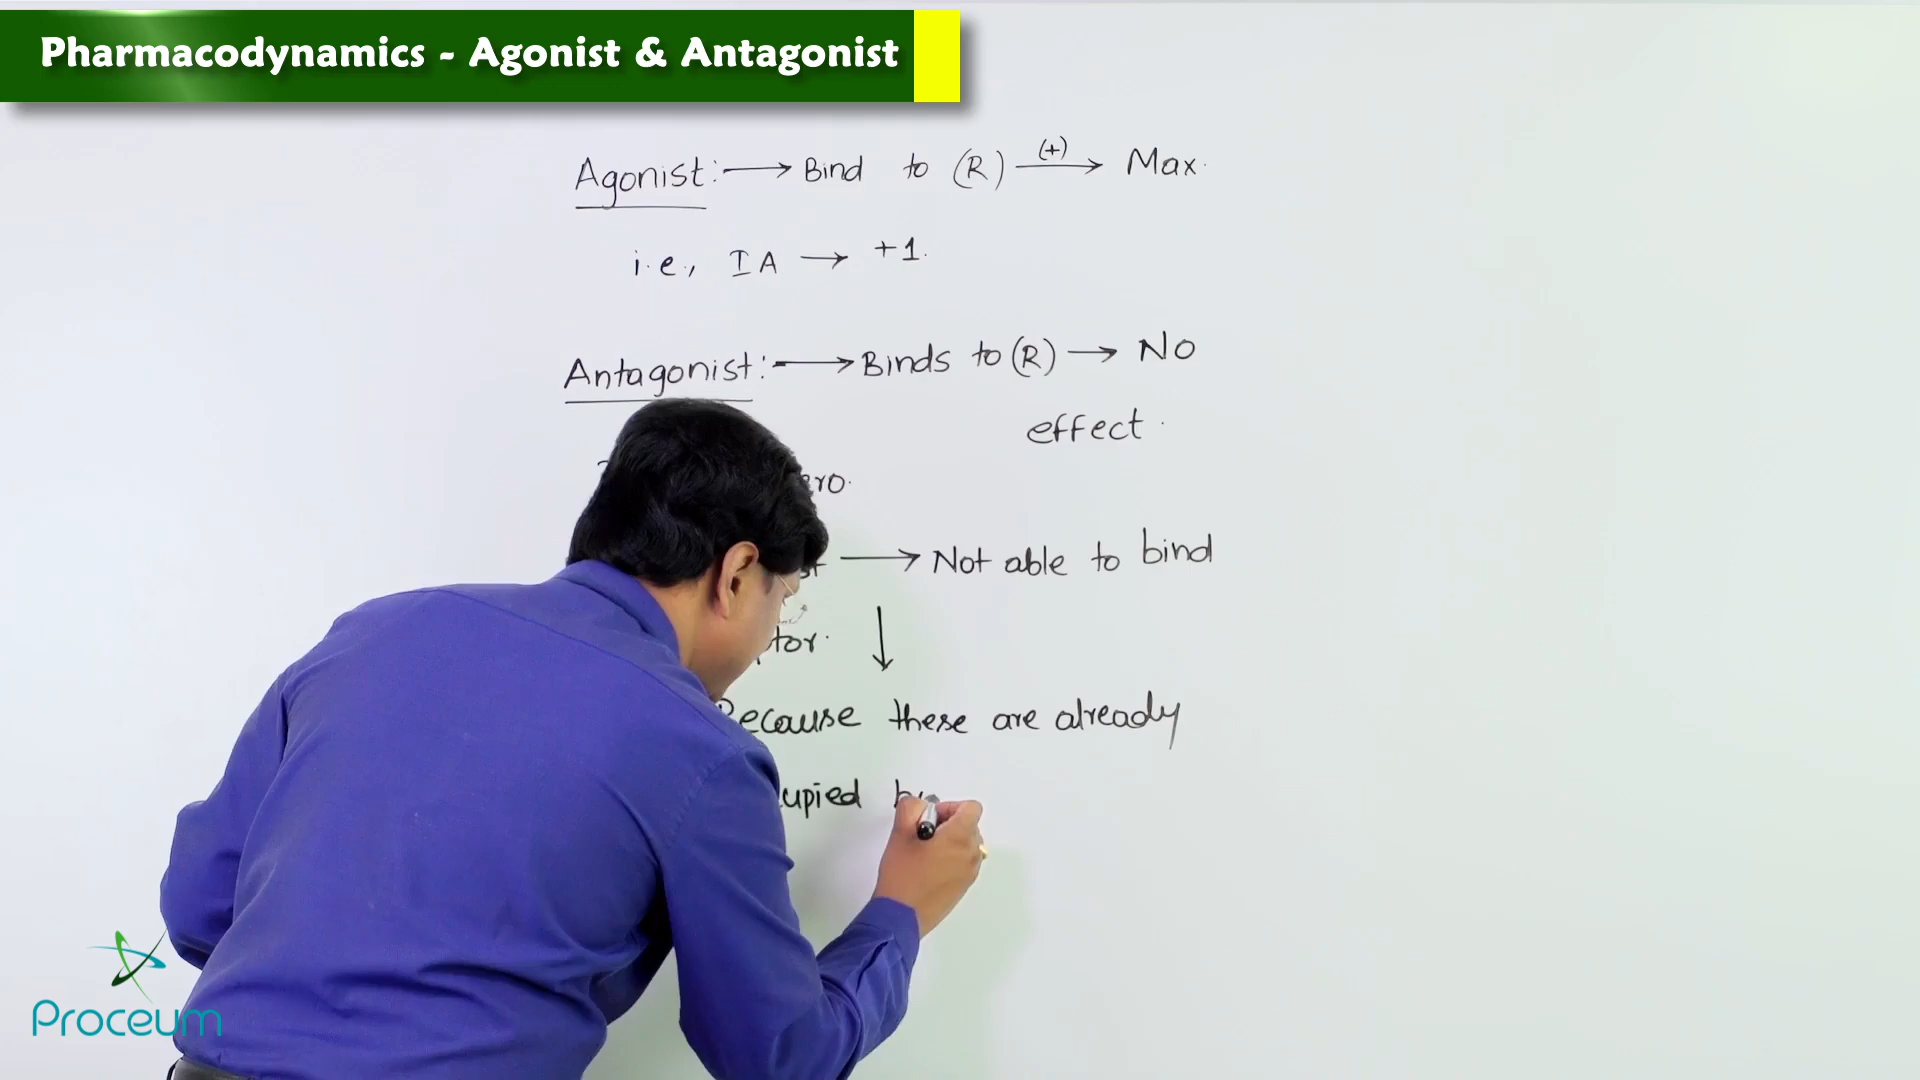 Pharmacodynamics - Agonist & Antagonist
Agonist: → Bind to (R) (+) → Max.
i.e., IA → +1.
Antagonist:- → Binds to (R) → No
effect.
→ Not able to bind
↓
Because these are already
Proceum